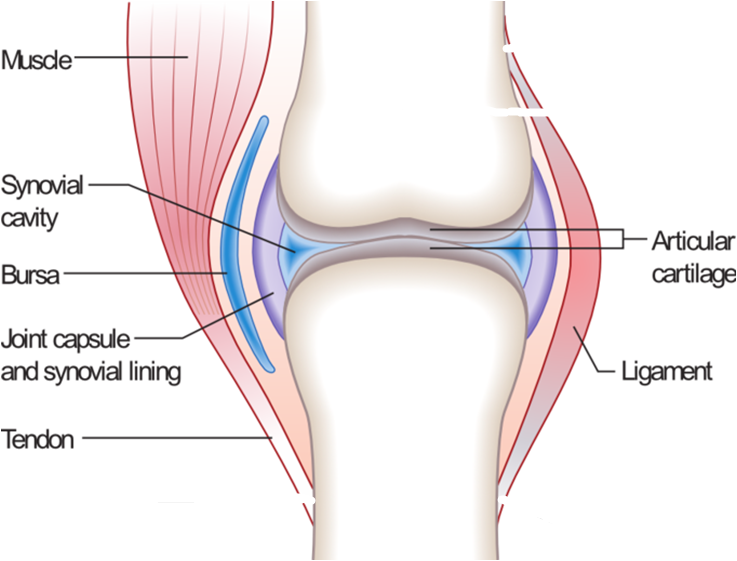 Muscle
Synovial
cavity
Bursa
Joint capsule
and synovial lining
Tendon
Articular
cartilage
Ligament